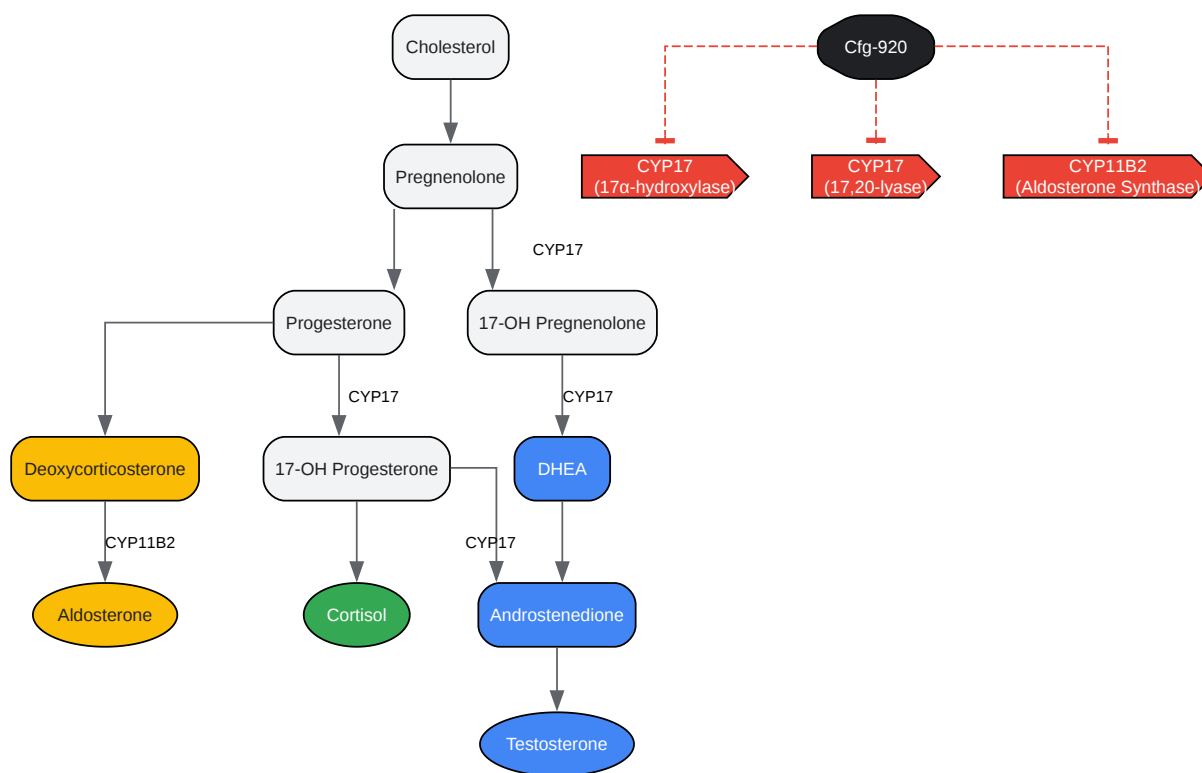 Cholesterol
Cfg-920
Pregnenolone
CYP17
(17α-hydroxylase)
CYP17
(17,20-lyase)
CYP11B2
(Aldosterone Synthase)
CYP17
Progesterone
17-OH Pregnenolone
CYP17
CYP17
Deoxycorticosterone
17-OH Progesterone
DHEA
CYP11B2
CYP17
Aldosterone
Cortisol
Androstenedione
Testosterone